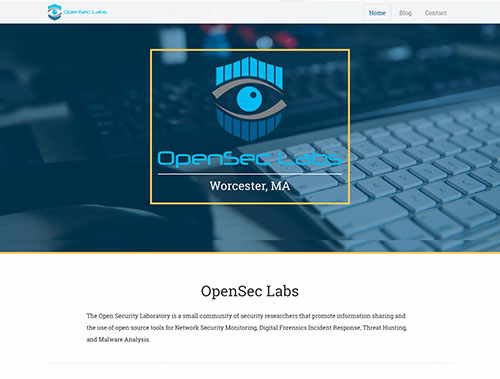 OpenSec Labs
Home Blog Contact
OpenSec Labs
Worcester, MA
OpenSec Labs
The Open Security Laboratory is a small community of security researchers that promote information sharing and
the use of open source tools for Network Security Monitoring, Digital Forensics Incident Response, Threat Hunting,
and Malware Analysis.